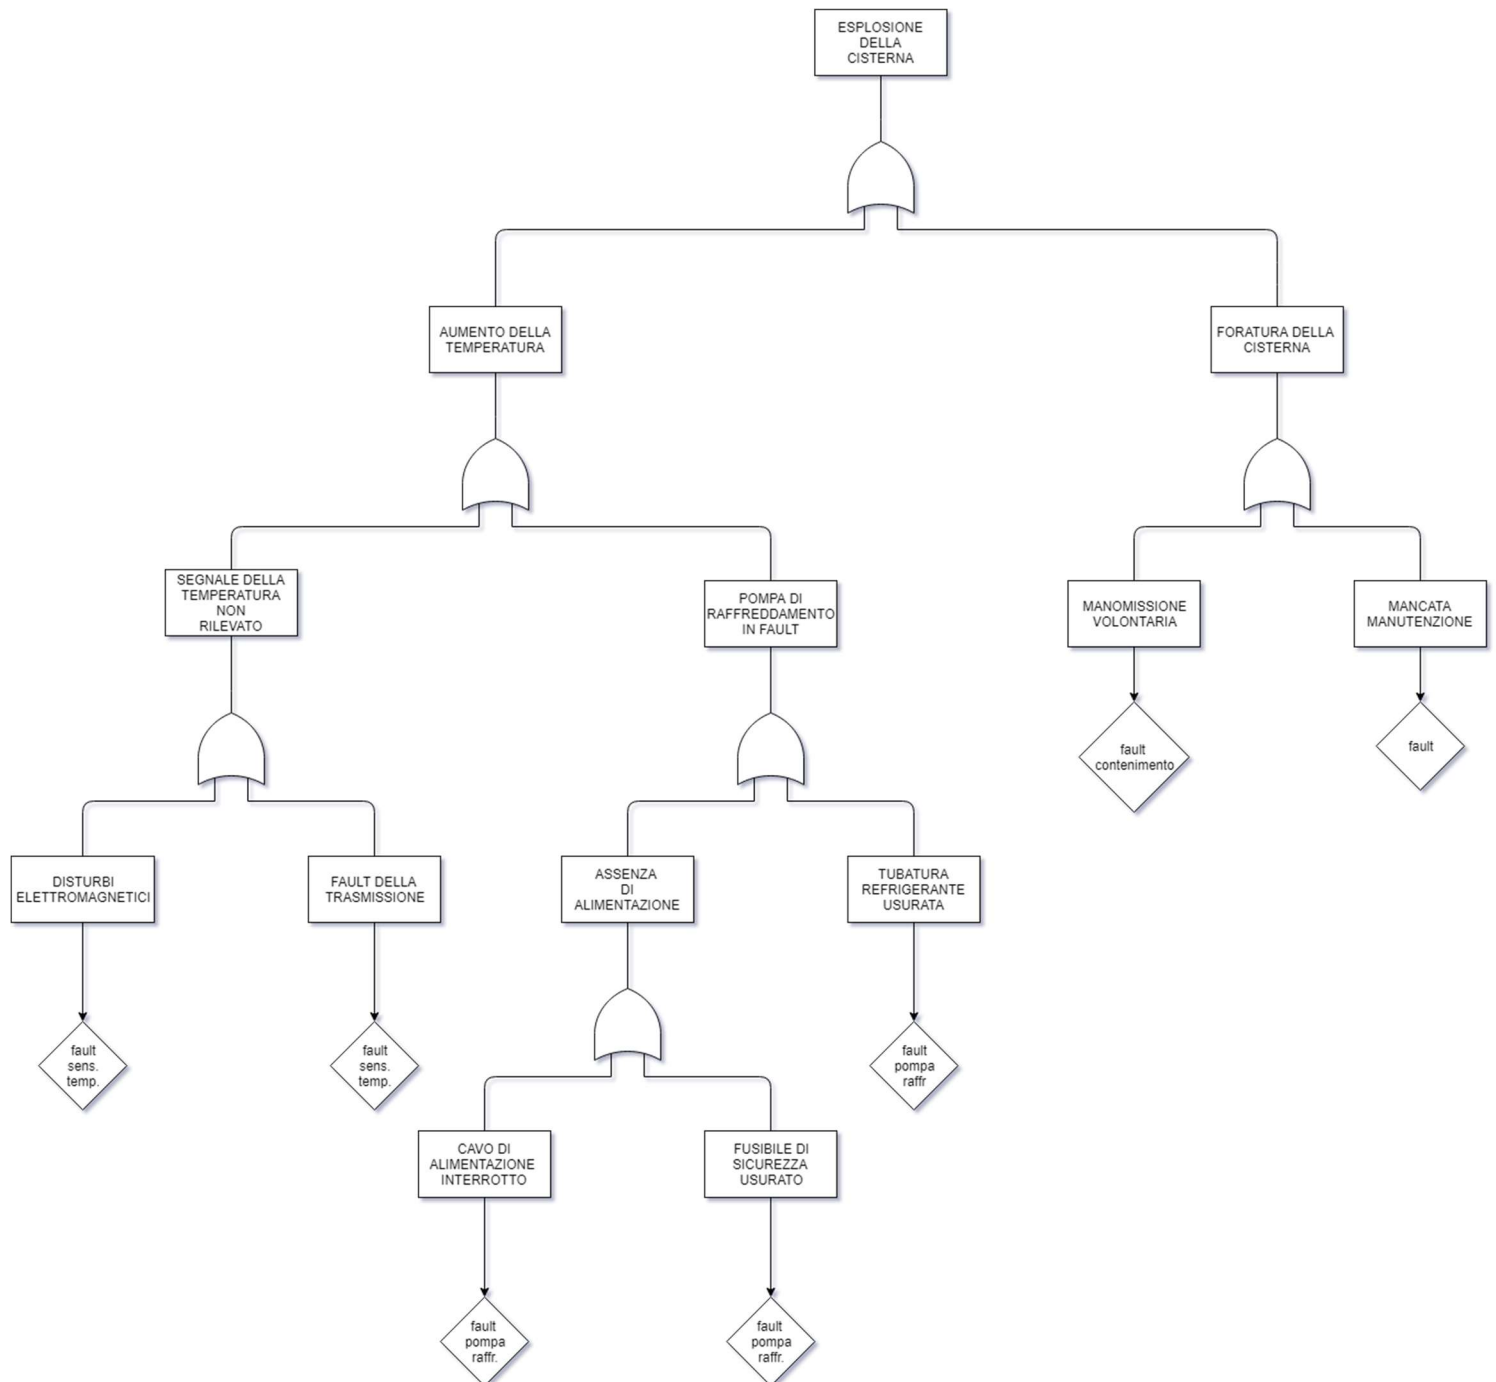 ESPLOSIONE
DELLA
CISTERNA
AUMENTO DELLA
TEMPERATURA
FORATURA DELLA
CISTERNA
SEGNALE DELLA
TEMPERATURA
NON
RILEVATO
POMPA DI
RAFFREDDAMENTO
IN FAULT
MANOMISSIONE
VOLONTARIA
MANCATA
MANUTENZIONE
fault
contenimento
fault
DISTURBI
ELETTROMAGNETICI
FAULT DELLA
TRASMISSIONE
ASSENZA
DI
ALIMENTAZIONE
TUBATURA
REFRIGERANTE
USURATA
fault
sens.
temp.
fault
sens.
temp.
fault
pompa
raffr
CAVO DI
ALIMENTAZIONE
INTERROTTO
FUSIBILE DI
SICUREZZA
USURATO
fault
pompa
raffr.
fault
pompa
raffr.